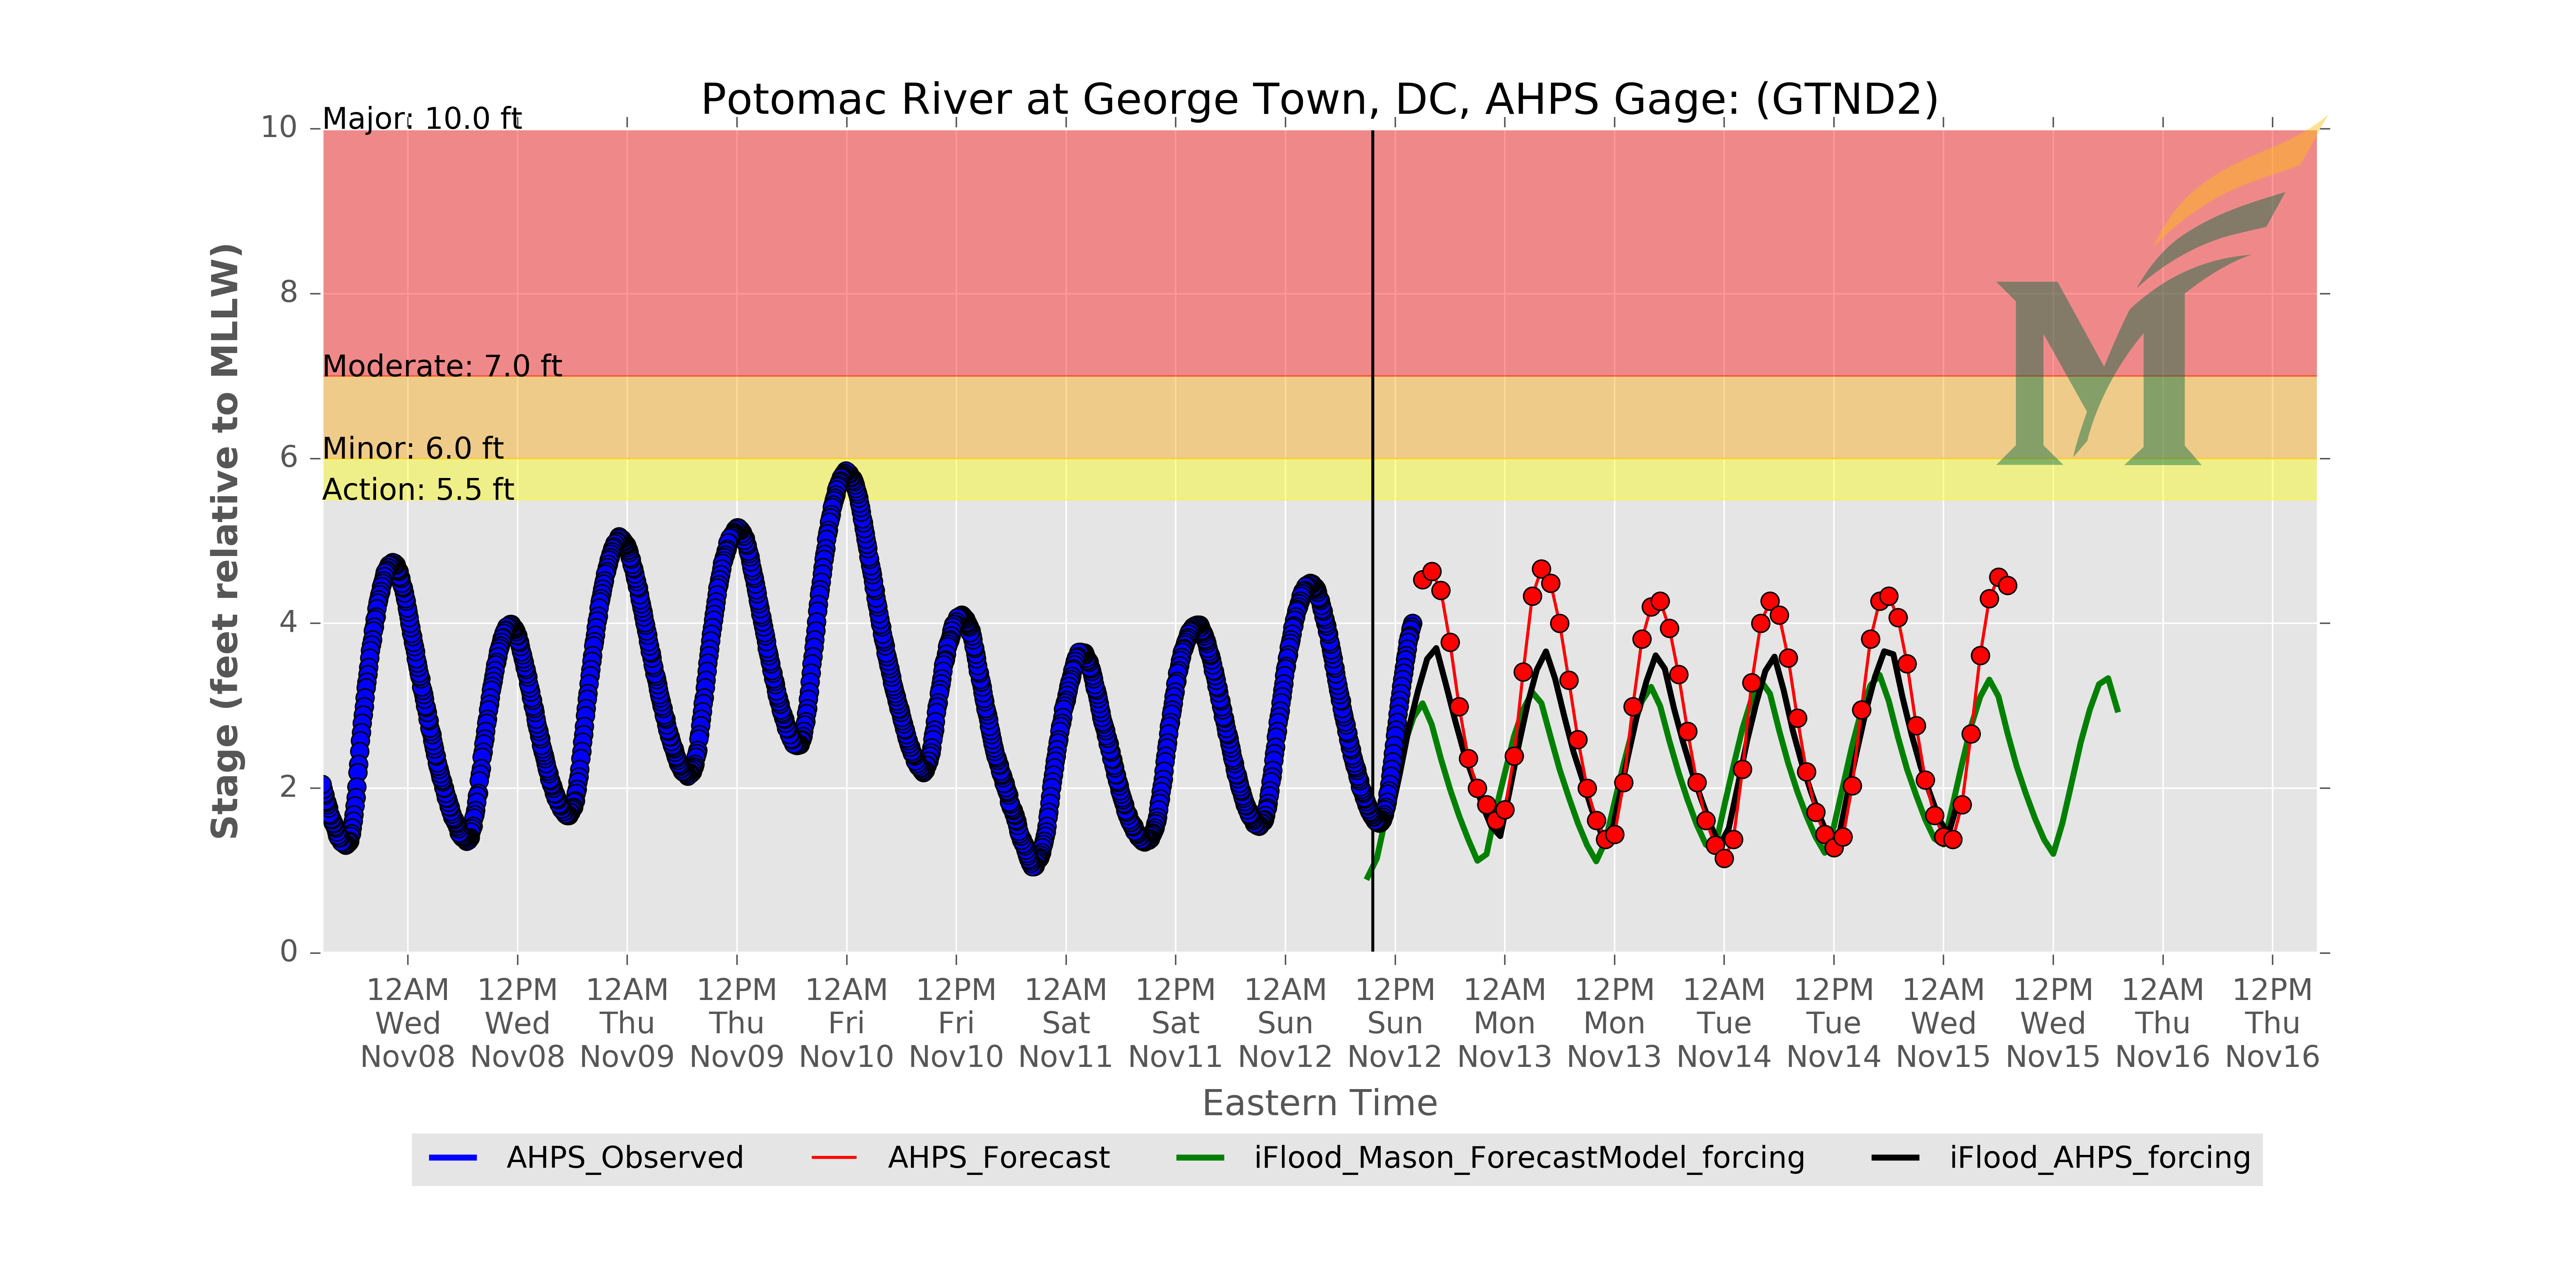 Potomac River at George Town, DC, AHPS Gage: (GTND2)
Major: 10.0 ft
Moderate: 7.0 ft
Minor: 6.0 ft
Action: 5.5 ft
Stage (feet relative to MLLW)
10
8
6
4
2
0
12AM 12PM 12AM 12PM 12AM 12PM 12AM 12PM 12AM 12PM 12AM 12PM 12AM 12PM 12AM 12PM 12AM 12PM
Wed Wed Thu Thu Fri Fri Sat Sat Sun Sun Mon Mon Tue Tue Wed Wed Thu Thu
Nov08 Nov08 Nov09 Nov09 Nov10 Nov10 Nov11 Nov11 Nov12 Nov12 Nov13 Nov13 Nov14 Nov14 Nov15 Nov15 Nov16 Nov16
Eastern Time
AHPS_Observed AHPS_Forecast iFlood_Mason_ForecastModel_forcing iFlood_AHPS_forcing
M